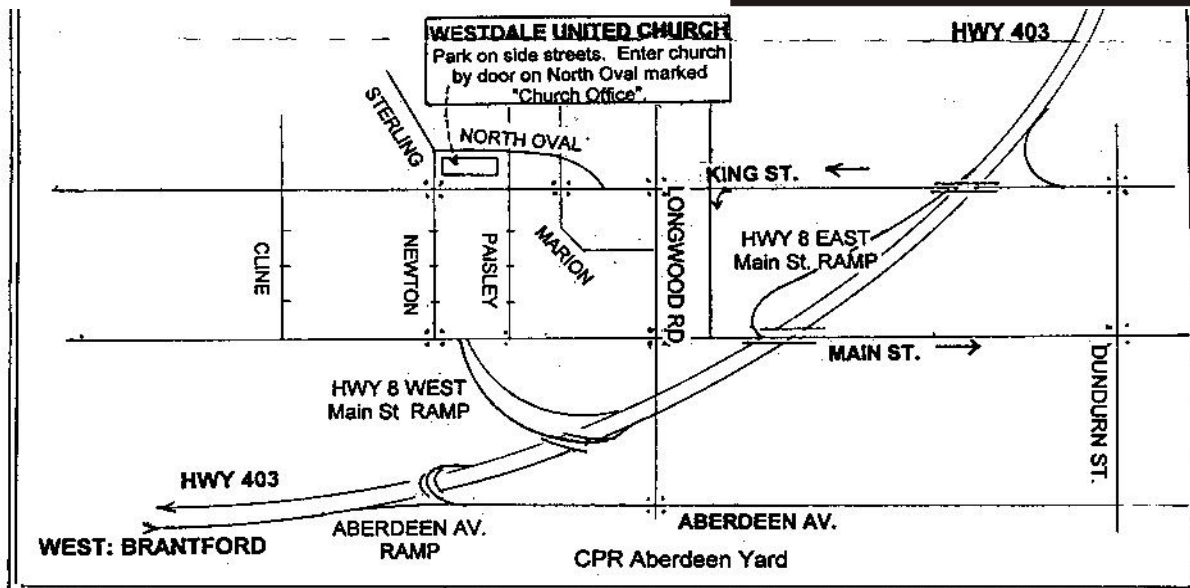 WESTDALE UNITED CHURCH
Park on side streets. Enter church
by door on North Oval marked
"Church Office".
HWY 403
STERLING
NORTH OVAL
KING ST.
CLINE
NEWTON
PAISLEY
MARION
LONGWOOD RD
HWY 8 EAST
Main St. RAMP
MAIN ST.
DUNDURN ST.
HWY 8 WEST
Main St RAMP
HWY 403
WEST: BRANTFORD
ABERDEEN AV.
RAMP
ABERDEEN AV.
CPR Aberdeen Yard